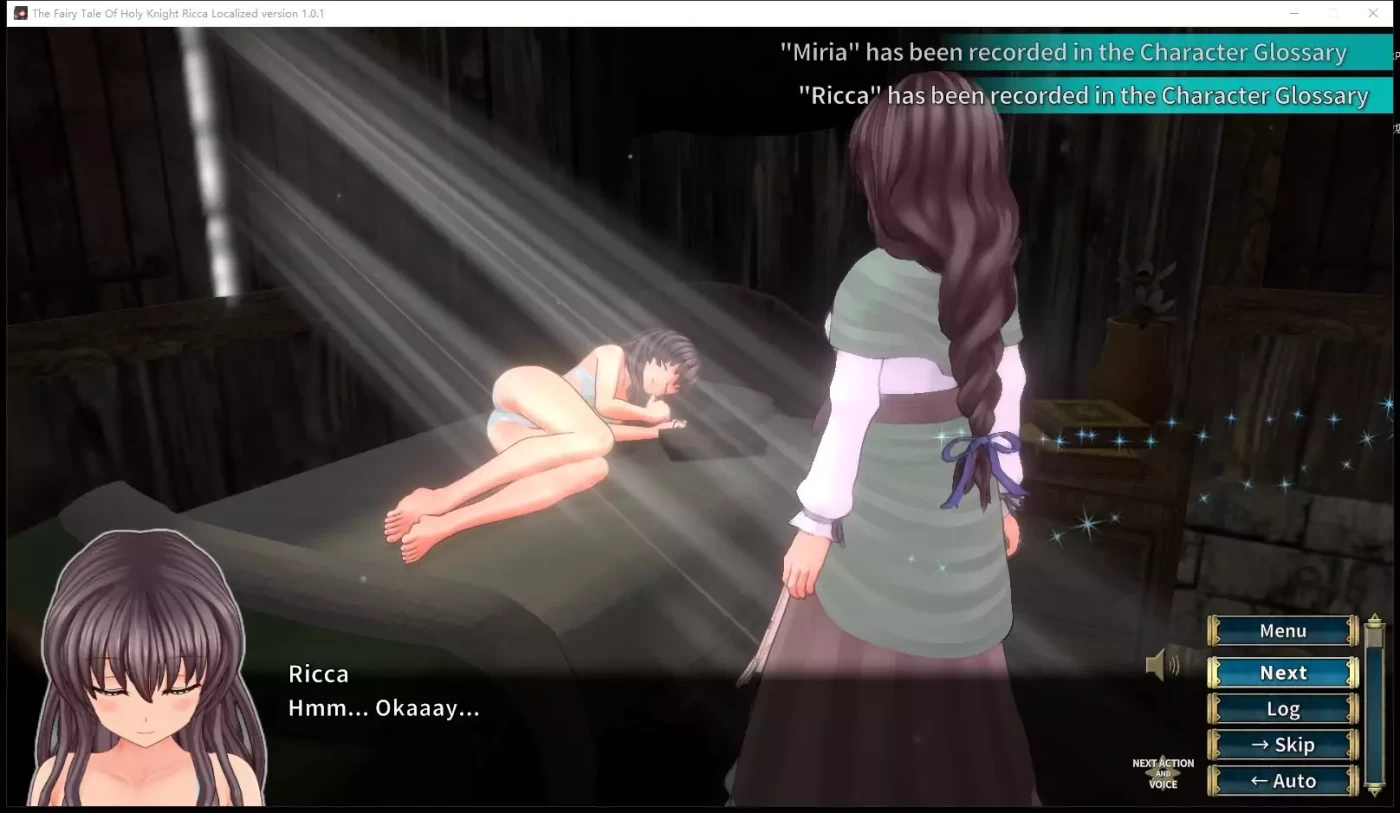 The Fairy Tale Of Holy Knight Ricca Localized version 1.0.1
"Miria" has been recorded in the Character Glossary
"Ricca" has been recorded in the Character Glossary
Ricca
Hmm... Okaaay...
Menu
Next
Log
→ Skip
← Auto
NEXT ACTION
AND
VOICE